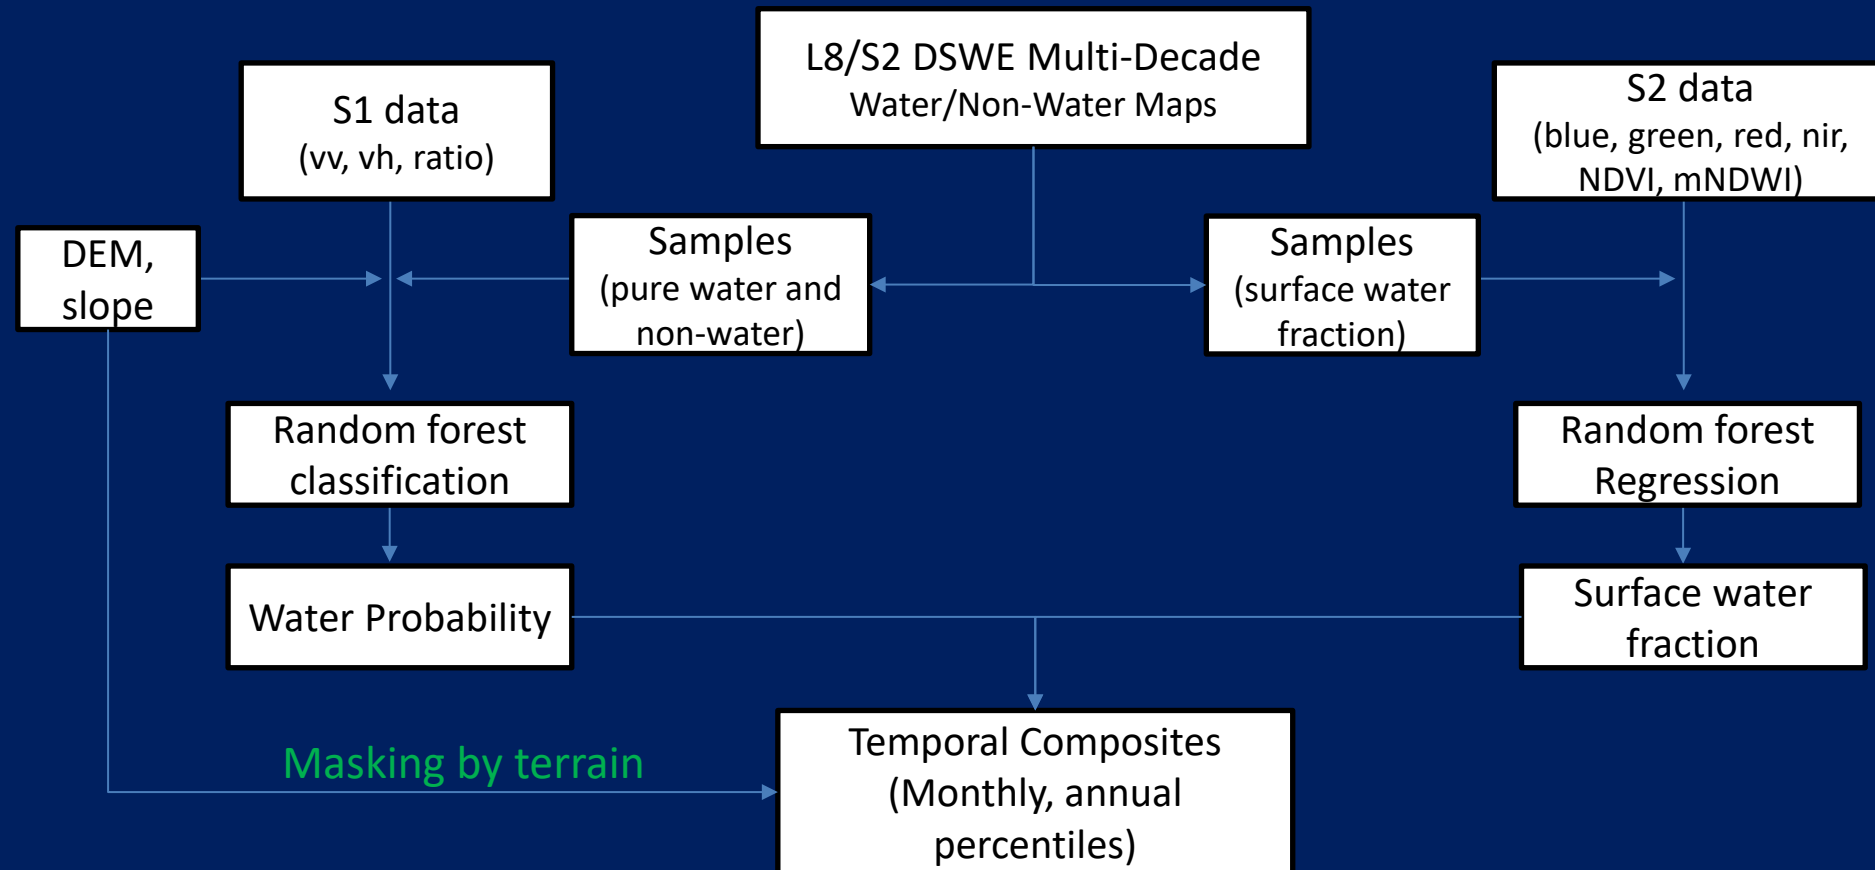 L8/S2 DSWE Multi-Decade
Water/Non-Water Maps
S1 data
(vv, vh, ratio)
S2 data
(blue, green, red, nir,
NDVI, mNDWI)
DEM,
slope
Samples
(pure water and
non-water)
Samples
(surface water
fraction)
Random forest
classification
Random forest
Regression
Water Probability
Surface water
fraction
Masking by terrain
Temporal Composites
(Monthly, annual
percentiles)